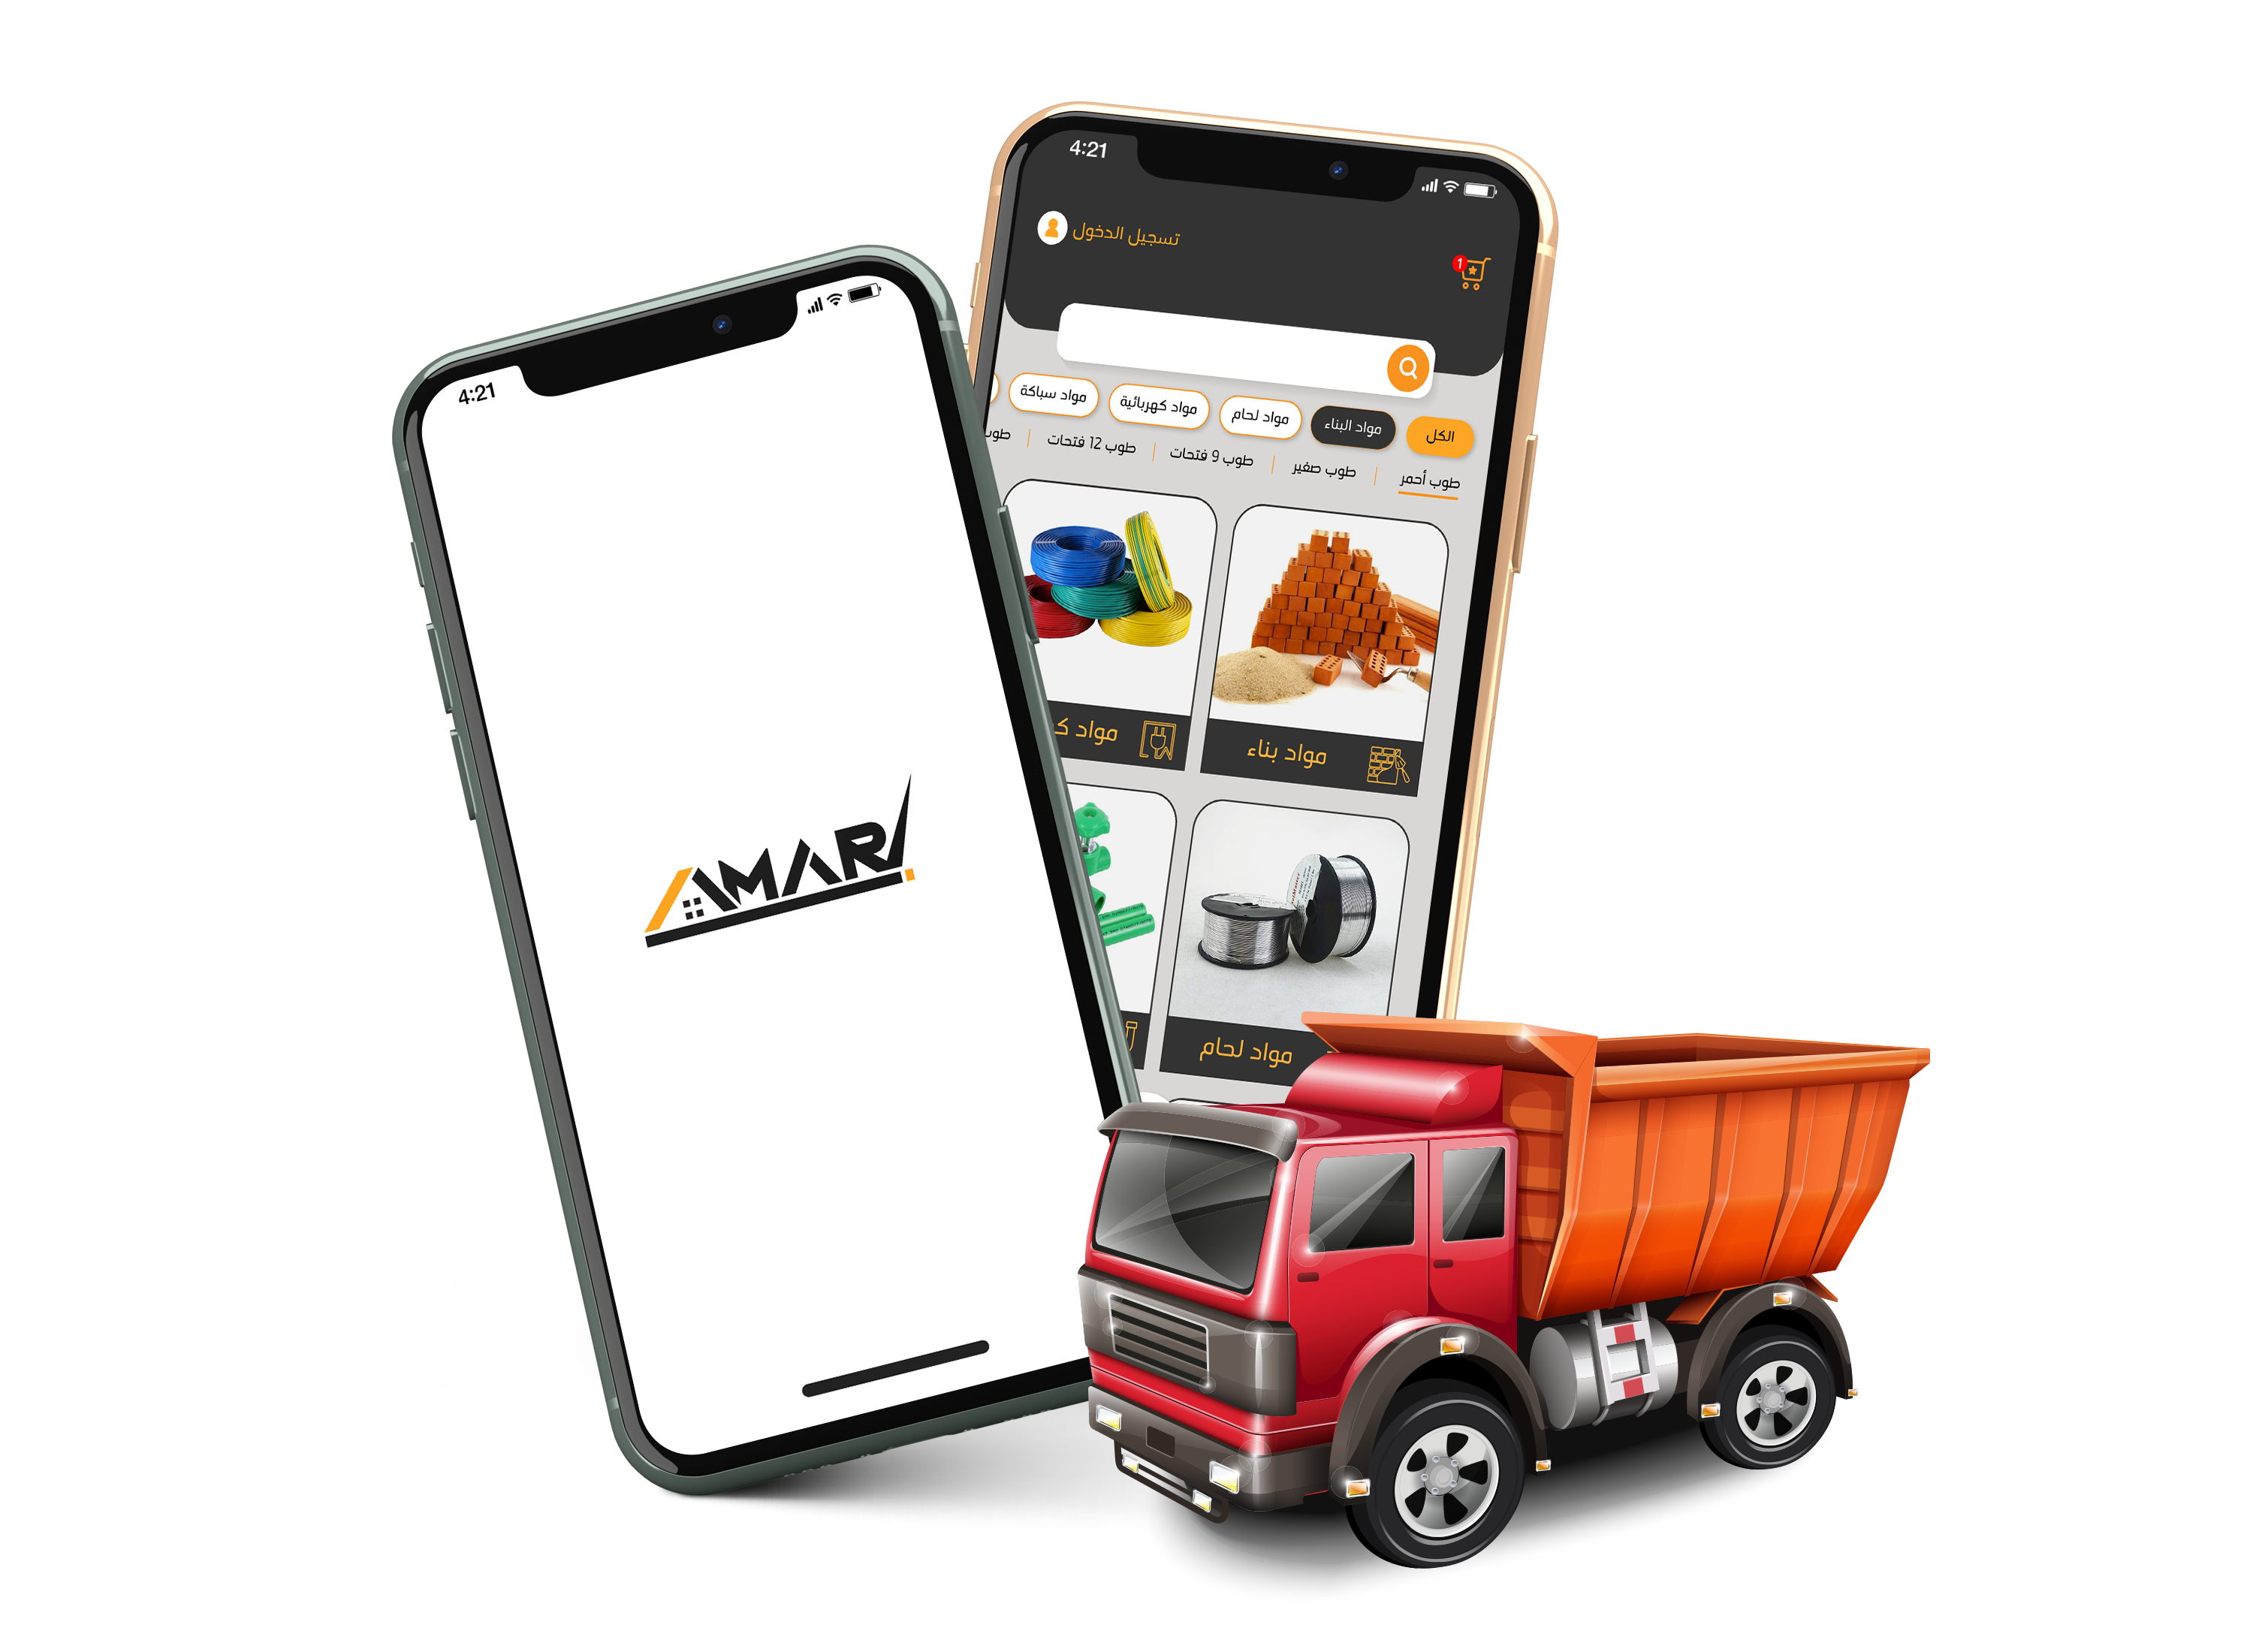 4:21
AMAR
4:21
تسجيل الدخول
1
الكل
مواد البناء
مواد لحام
مواد كهربائية
مواد سباكة
طوب أحمر
طوب صغير
طوب 9 فتحات
طوب 12 فتحات
مواد بناء
مواد
مواد لحام